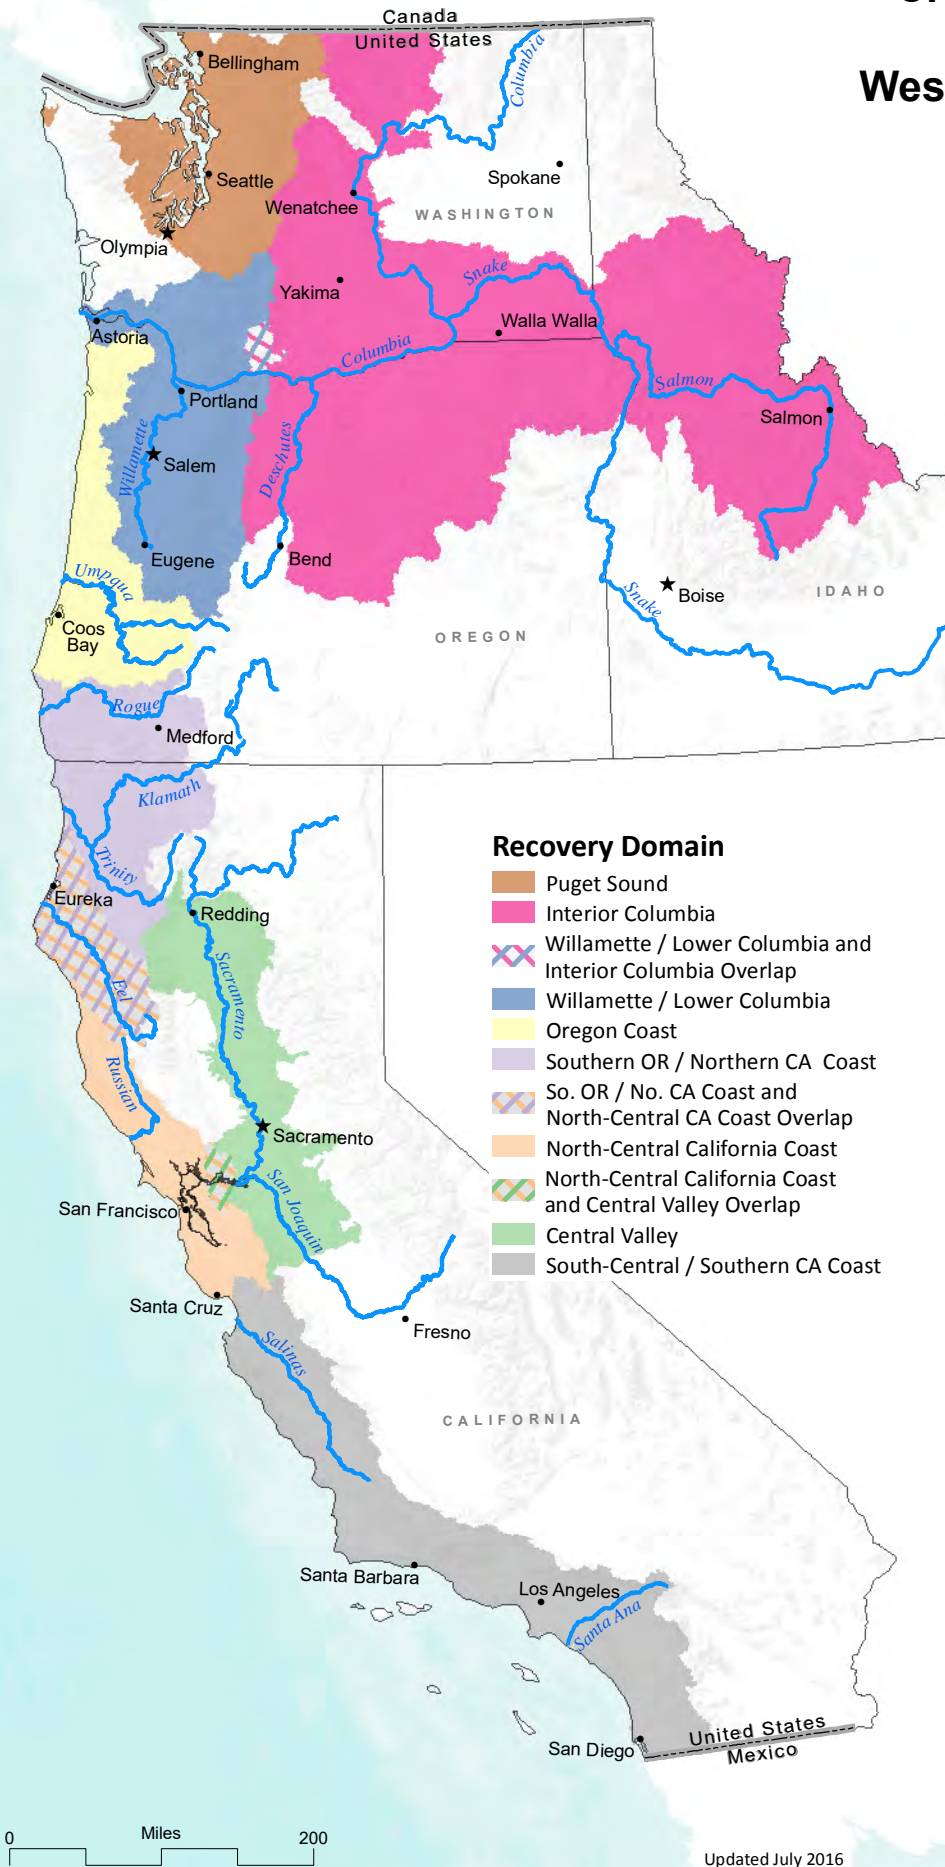 Wes
Canada
United States
Bellingham
Columbia
Spokane
Seattle
Wenatchee
WASHINGTON
Olympia
Yakima
Snake
Walla Walla
Astoria
Columbia
Portland
Salmon
Salmon
Willamette
Salem
Deschutes
Eugene
Bend
Umpqua
Boise
IDAHO
Snake
Coos
Bay
OREGON
Rogue
Medford
Klamath
Trinity
Eureka
Redding
Sacramento
Eel
Russian
Sacramento
San Joaquin
San Francisco
Santa Cruz
Fresno
Salinas
CALIFORNIA
Santa Barbara
Los Angeles
Santa Ana
San Diego
United States
Mexico
Recovery Domain
Puget Sound
Interior Columbia
Willamette / Lower Columbia and
Interior Columbia Overlap
Willamette / Lower Columbia
Oregon Coast
Southern OR / Northern CA Coast
So. OR / No. CA Coast and
North-Central CA Coast Overlap
North-Central California Coast
North-Central California Coast
and Central Valley Overlap
Central Valley
South-Central / Southern CA Coast
0 Miles 200
Updated July 2016